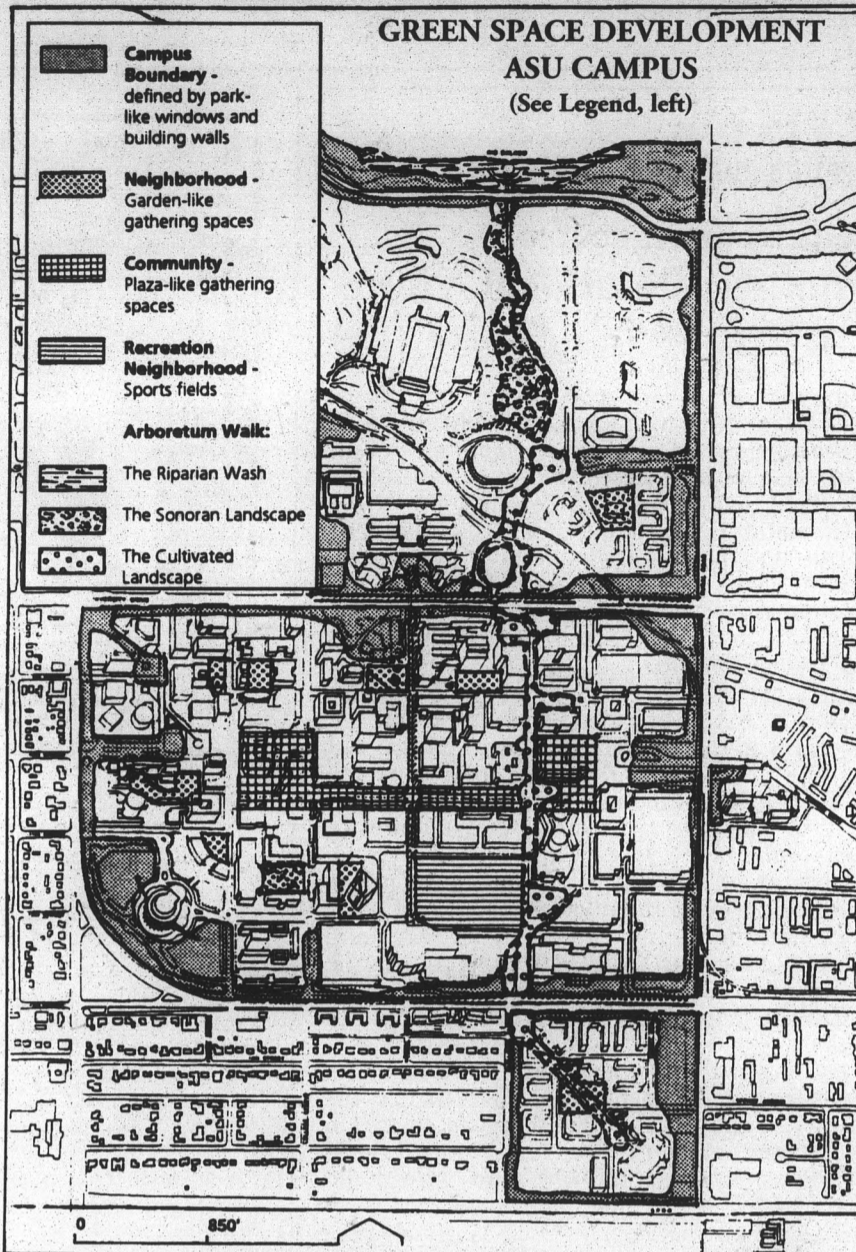 GREEN SPACE DEVELOPMENT
ASU CAMPUS
(See Legend, left)
Campus
Boundary -
defined by park-
like windows and
building walls
Neighborhood -
Garden-like
gathering spaces
Community -
Plaza-like gathering
spaces
Recreation
Neighborhood -
Sports fields
Arboretum Walk:
The Riparian Wash
The Sonoran Landscape
The Cultivated
Landscape
0 850'